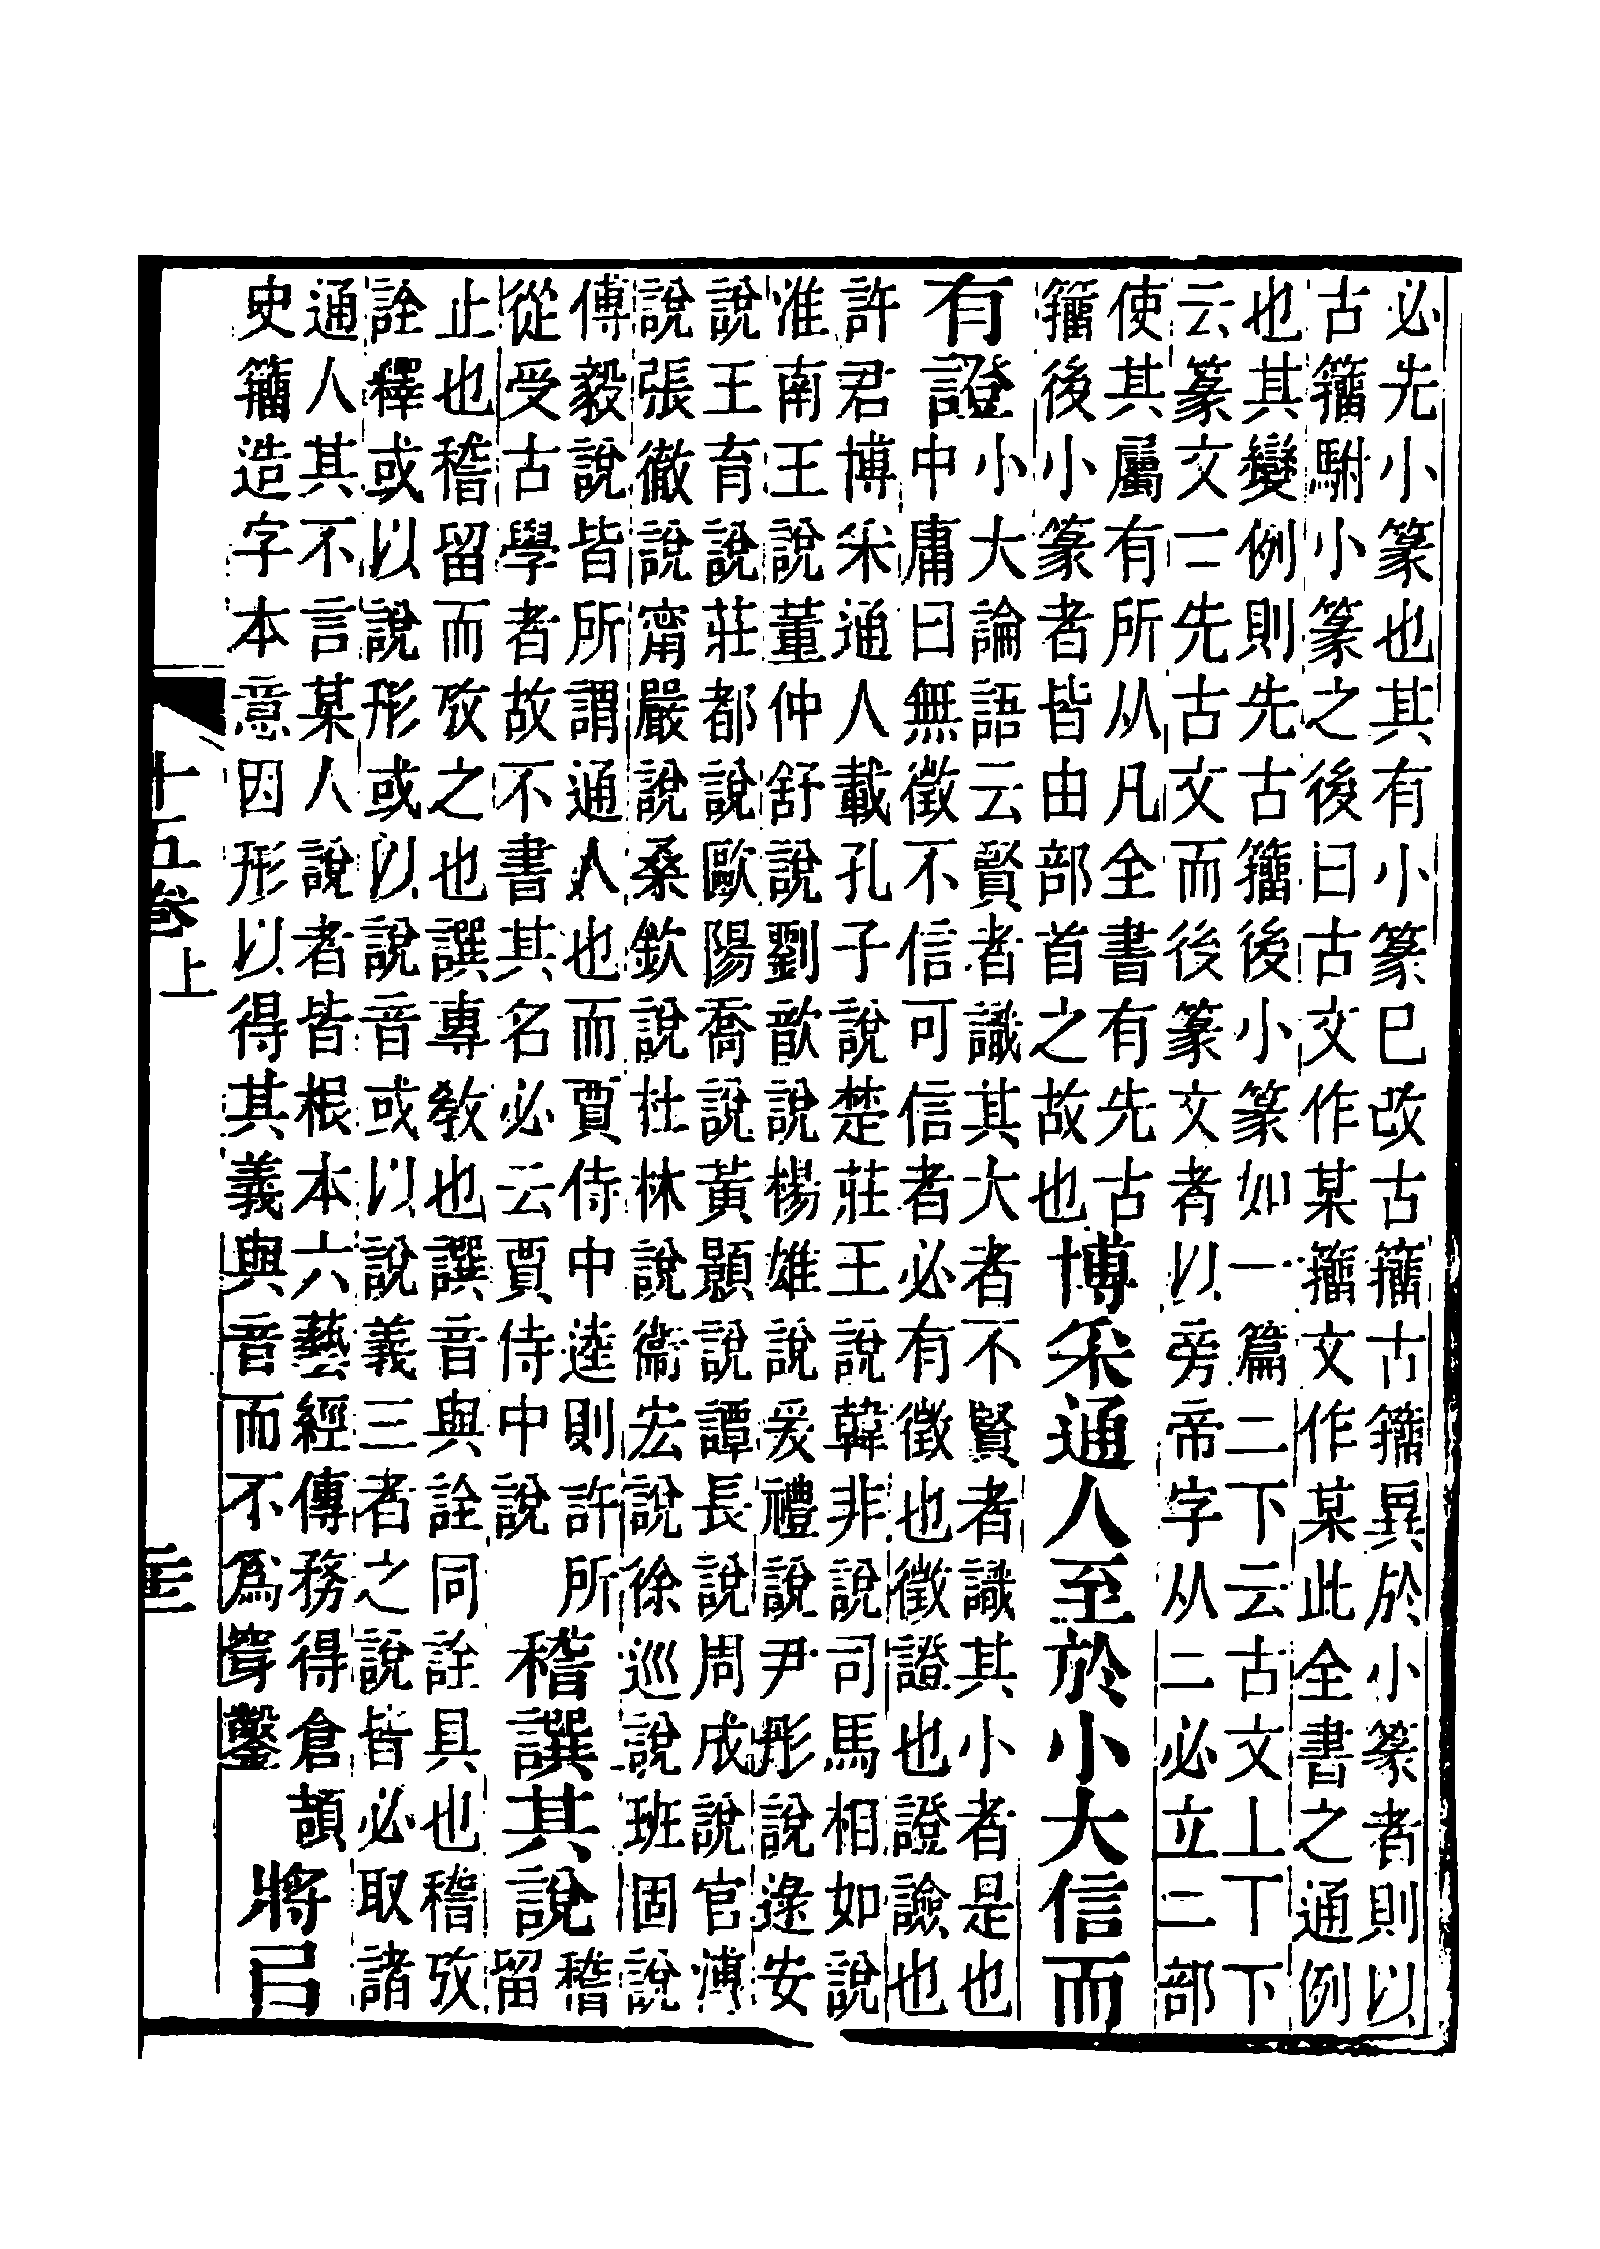 必先小篆也其有小篆巳改古籒古籒異於小篆者則以
古籒駙小篆之後曰古文作某籒文作某此全書之通例
也其變例則先古籒後小篆如一篇二下云古文上丅下
云篆文二先古文而後篆文者以旁帝字从二必立二部
使其屬有所从凡全書有先古
籒後小篆者皆由部首之故也
博采通人至於小大信而
有證
小大論語云賢者識其大者不賢者識其小者是也
中庸曰無徵不信可信者必有徵也徵證也證譣也
許君博采通人載孔子說楚莊王說韓非說司馬相如說
淮南王說董仲舒說劉歆說楊雄說爰禮說尹彤說逯安
說王育說莊都說歐陽喬說黃顥說譚長說周成說官溥
說張徹說甯嚴說桑欽說杜林說衞宏說徐巡說班固說
傅毅說皆所謂通人也而賈侍中逵則許所
從受古學者故不書其名必云賈侍中說
稽譔其說
稽
留
止也稽留而攷之也譔專敎也譔音與詮同詮具也稽攷
詮釋或以說形或以說音或以說義三者之說皆必取諸
通人其不言某人說者皆根本六藝經傳務得倉頡
史籒造字本意因形以得其義與音而不爲穿鑿
將㠯
十五卷上